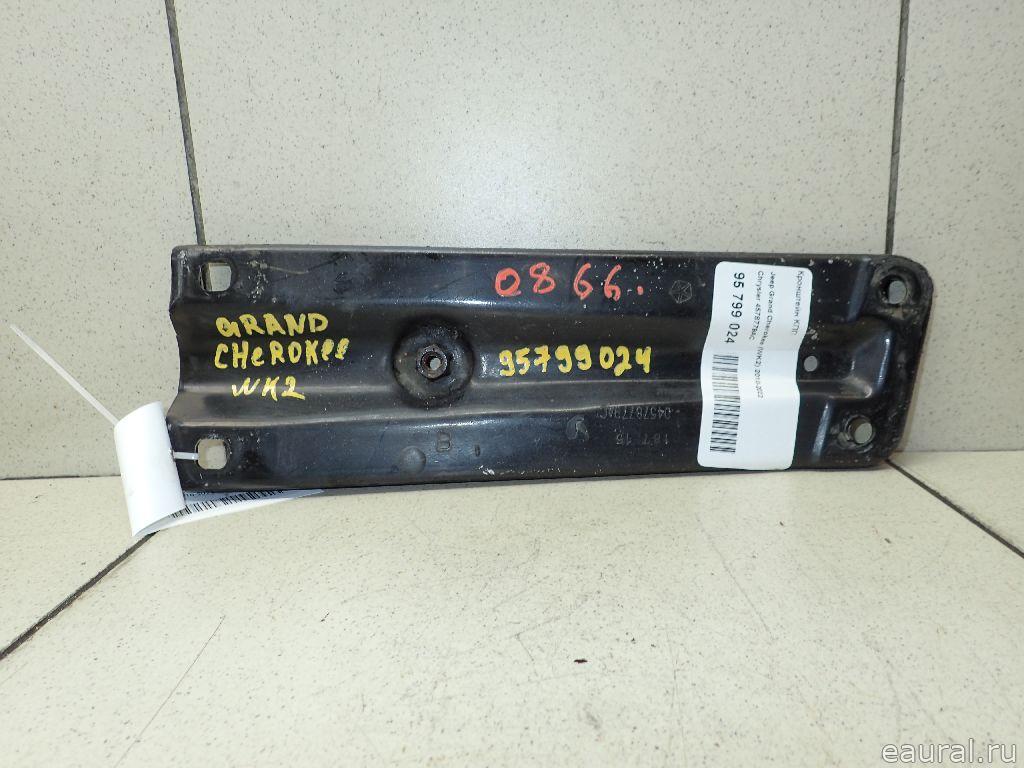 0866.
GRAND
CHeROKee
WK2
95799024
Кронштейн КПП
Jeep Grand Cherokee (WK2) 2010-2022
Chrysler 4578779AC
95 799 024
04578779AC
B
eaural.ru